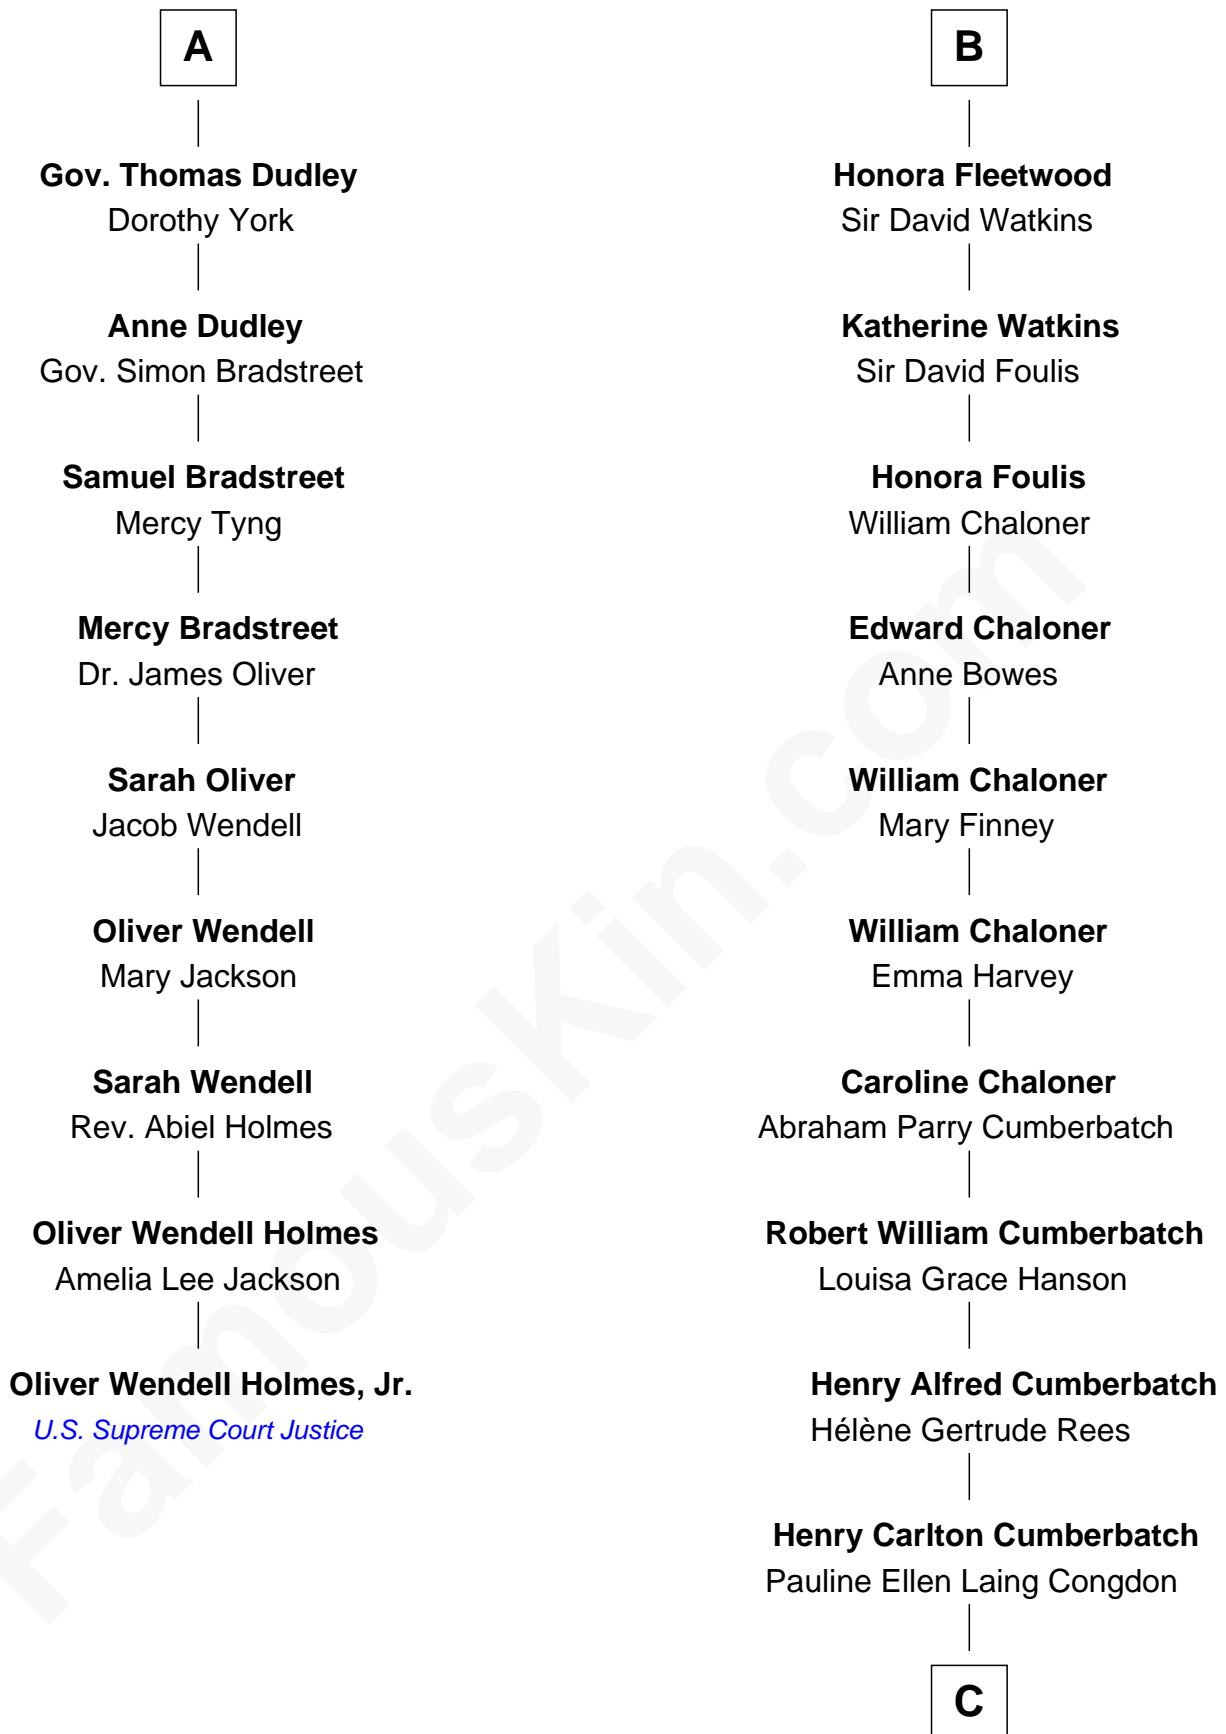 A
Gov. Thomas Dudley
Dorothy York
Anne Dudley
Gov. Simon Bradstreet
Samuel Bradstreet
Mercy Tyng
Mercy Bradstreet
Dr. James Oliver
Sarah Oliver
Jacob Wendell
Oliver Wendell
Mary Jackson
Sarah Wendell
Rev. Abiel Holmes
Oliver Wendell Holmes
Amelia Lee Jackson
Oliver Wendell Holmes, Jr.
U.S. Supreme Court Justice
B
Honora Fleetwood
Sir David Watkins
Katherine Watkins
Sir David Foulis
Honora Foulis
William Chaloner
Edward Chaloner
Anne Bowes
William Chaloner
Mary Finney
William Chaloner
Emma Harvey
Caroline Chaloner
Abraham Parry Cumberbatch
Robert William Cumberbatch
Louisa Grace Hanson
Henry Alfred Cumberbatch
Hélène Gertrude Rees
Henry Carlton Cumberbatch
Pauline Ellen Laing Congdon
C
FamousKin.com